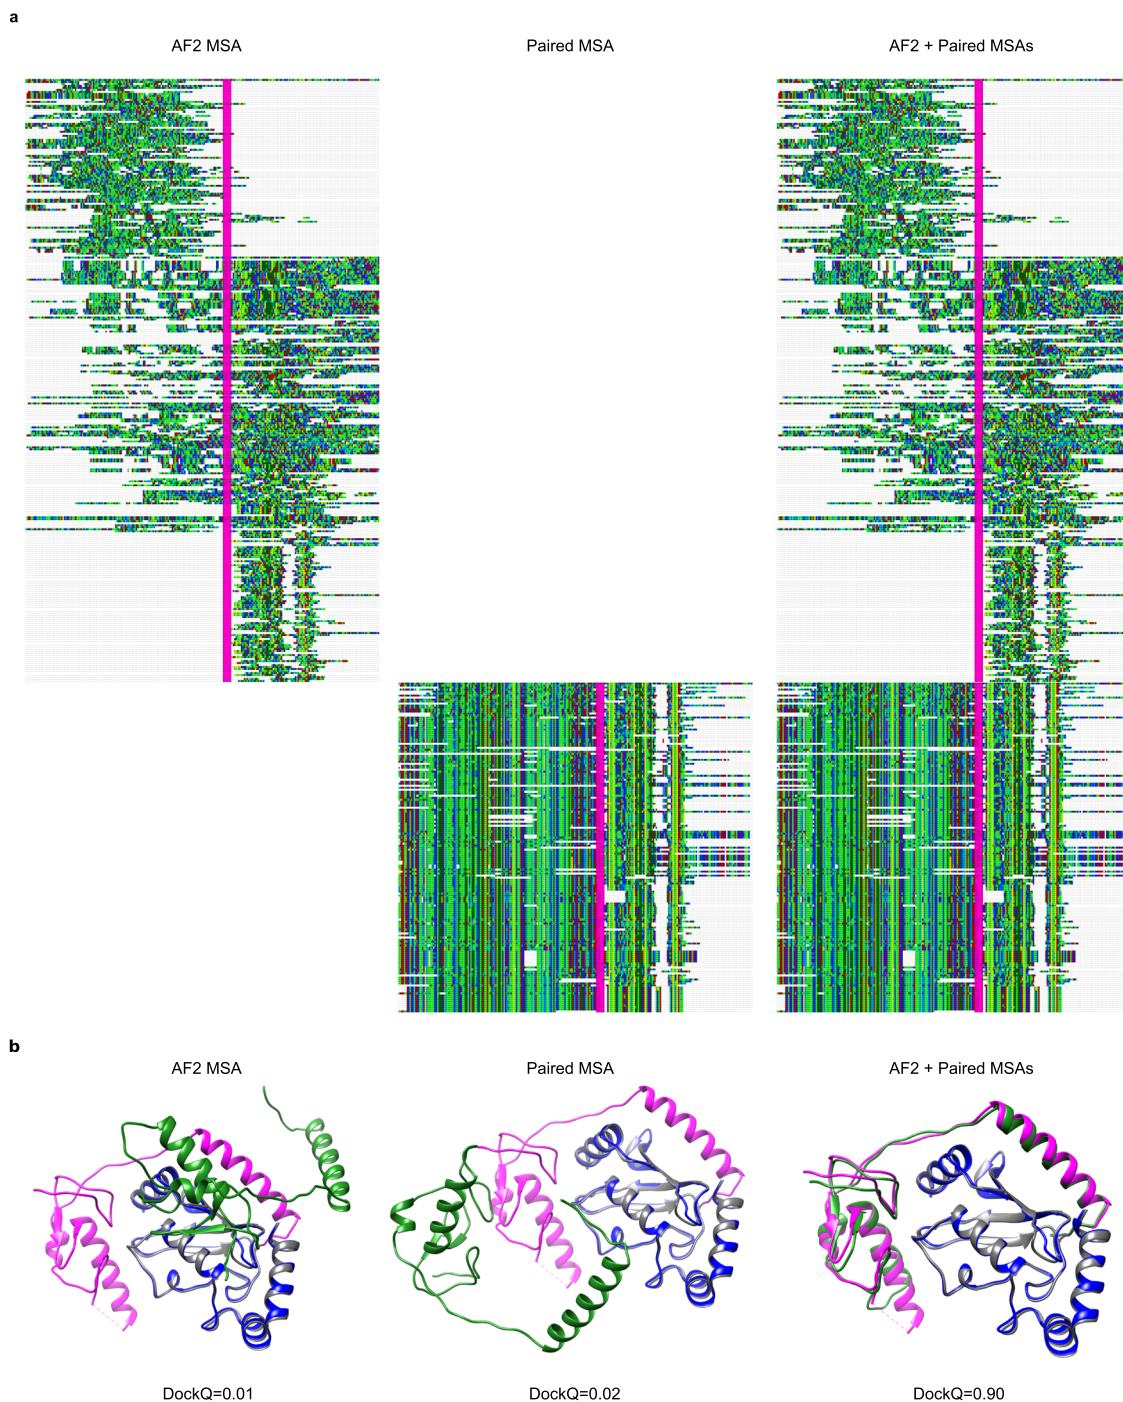 a
AF2 MSA Paired MSA AF2 + Paired MSAs
b
AF2 MSA Paired MSA AF2 + Paired MSAs
DockQ=0.01 DockQ=0.02 DockQ=0.90